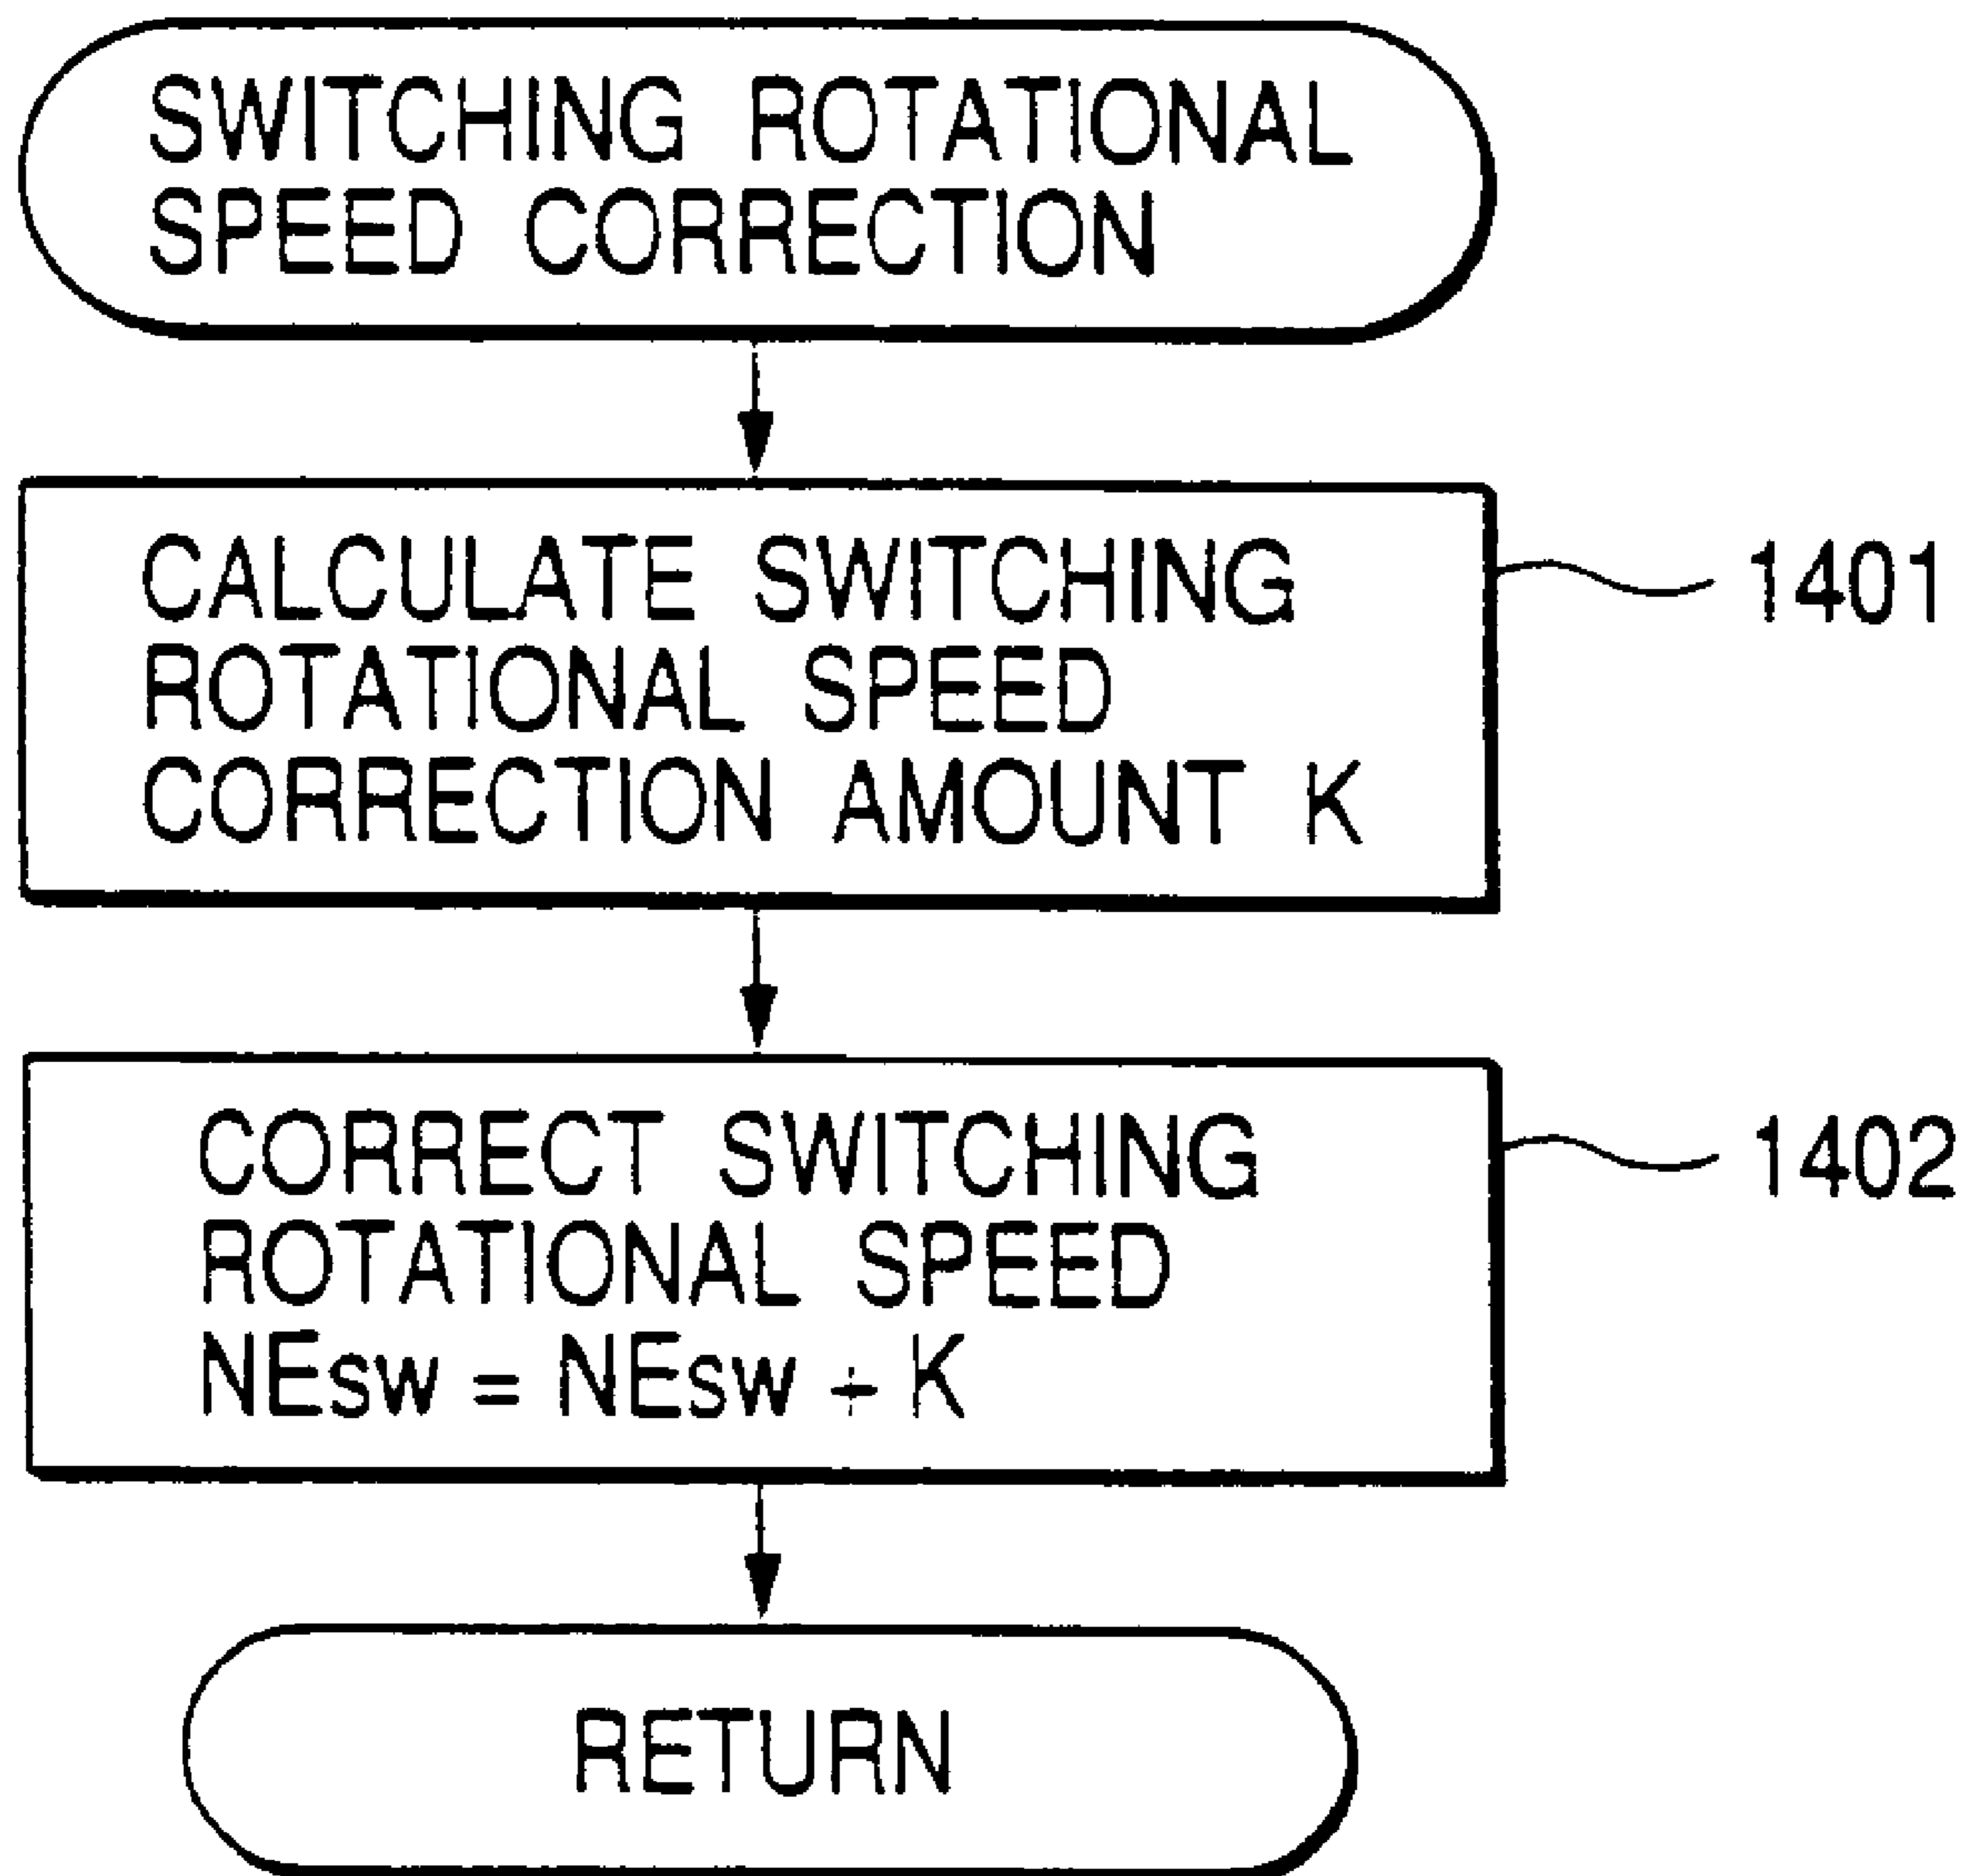 SWITCHING ROTATIONAL
SPEED CORRECTION
CALCULATE SWITCHING
ROTATIONAL SPEED
CORRECTION AMOUNT K
1401
CORRECT SWITCHING
ROTATIONAL SPEED
NEsw = NEsw + K
1402
RETURN